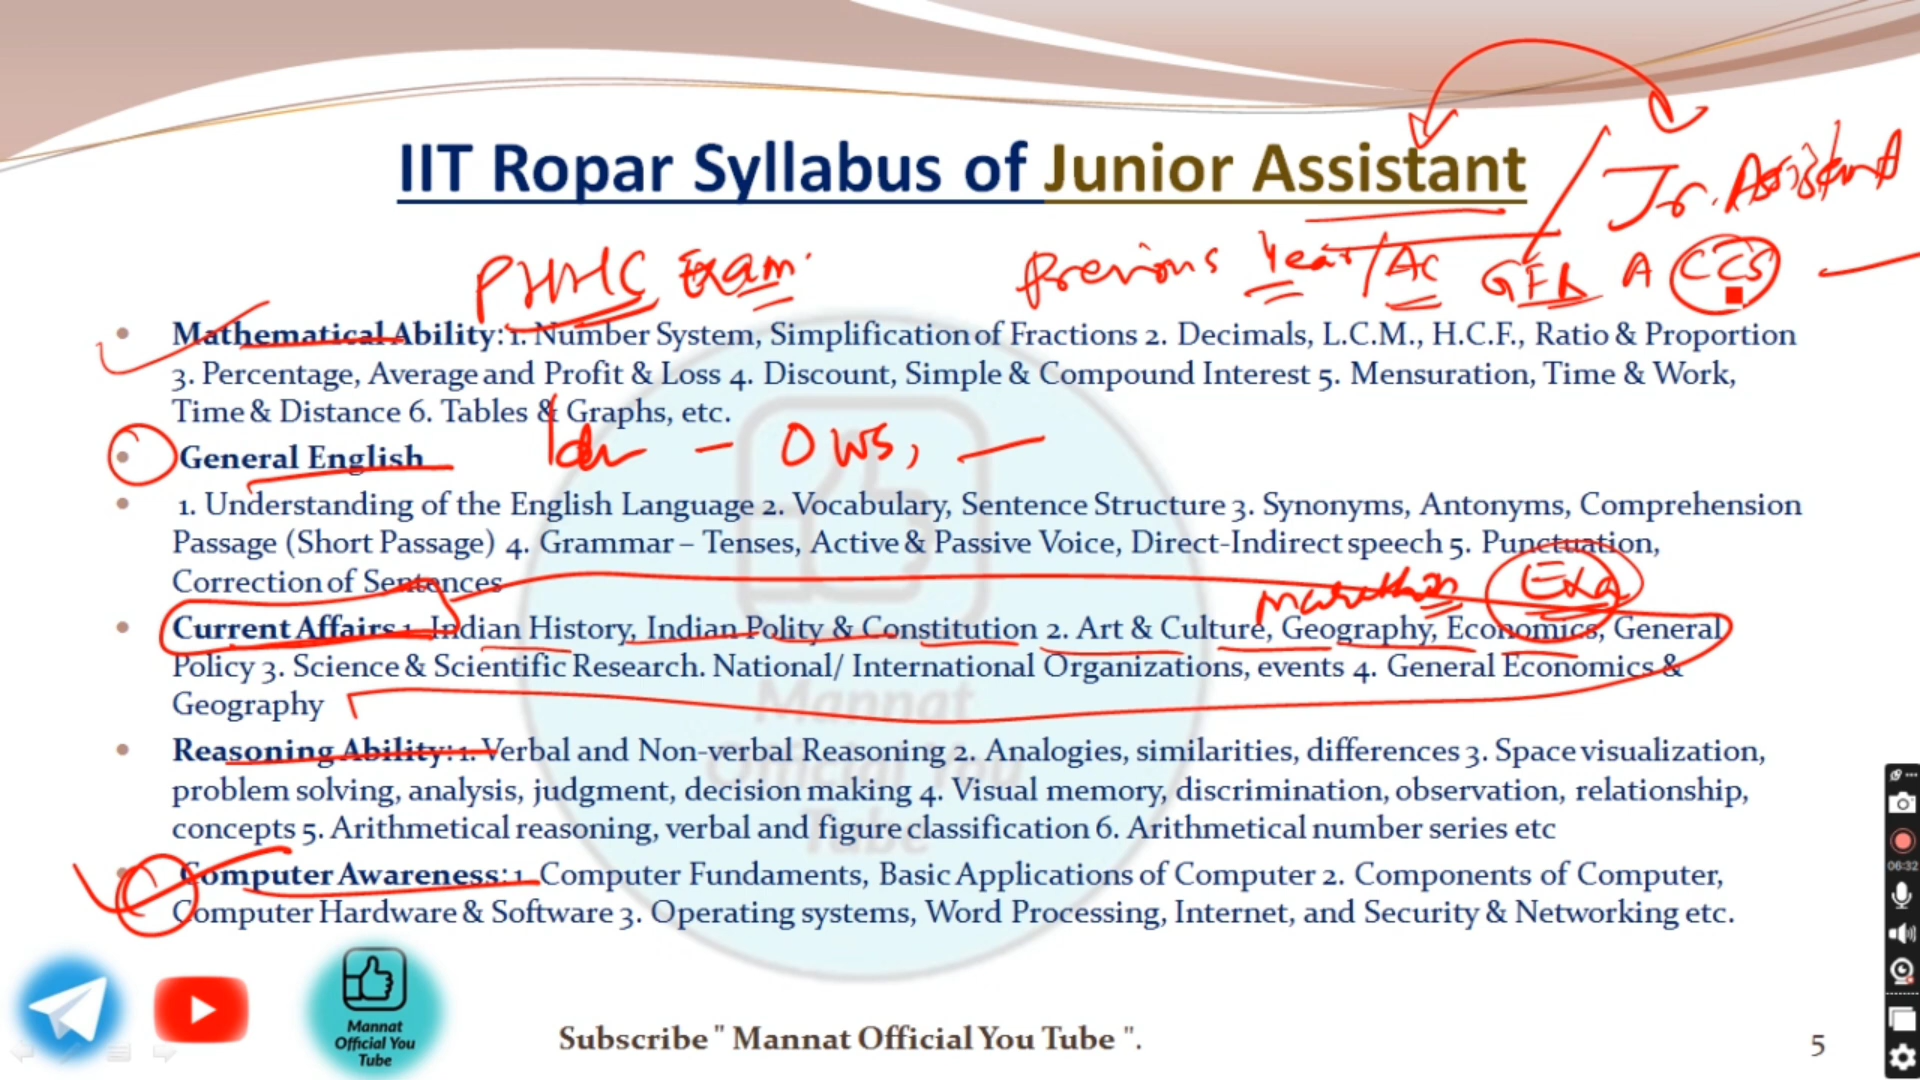 IIT Ropar Syllabus of Junior Assistant
Jr. Assistant
PHHC Exam.
Previous Year/AC GFR A CCS
• Mathematical Ability: 1. Number System, Simplification of Fractions 2. Decimals, L.C.M., H.C.F., Ratio & Proportion
3. Percentage, Average and Profit & Loss 4. Discount, Simple & Compound Interest 5. Mensuration, Time & Work,
Time & Distance 6. Tables & Graphs, etc.
• General English
– OWS, –
• 1. Understanding of the English Language 2. Vocabulary, Sentence Structure 3. Synonyms, Antonyms, Comprehension
Passage (Short Passage) 4. Grammar – Tenses, Active & Passive Voice, Direct-Indirect speech 5. Punctuation,
Correction of Sentences
Marathon
• Current Affairs 1. Indian History, Indian Polity & Constitution 2. Art & Culture, Geography, Economics, General
Policy 3. Science & Scientific Research. National/ International Organizations, events 4. General Economics &
Geography
• Reasoning Ability: 1. Verbal and Non-verbal Reasoning 2. Analogies, similarities, differences 3. Space visualization,
problem solving, analysis, judgment, decision making 4. Visual memory, discrimination, observation, relationship,
concepts 5. Arithmetical reasoning, verbal and figure classification 6. Arithmetical number series etc
• Computer Awareness: 1. Computer Fundaments, Basic Applications of Computer 2. Components of Computer,
Computer Hardware & Software 3. Operating systems, Word Processing, Internet, and Security & Networking etc.
Mannat
Official You
Tube
Mannat
Official You
Tube
Subscribe " Mannat Official You Tube ".
5
06:32